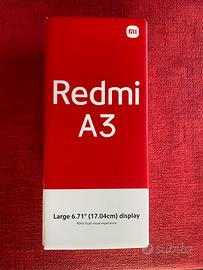 mi
Redmi
A3
Large 6.71" (17.04cm) display
90Hz fluid visual experience
subito